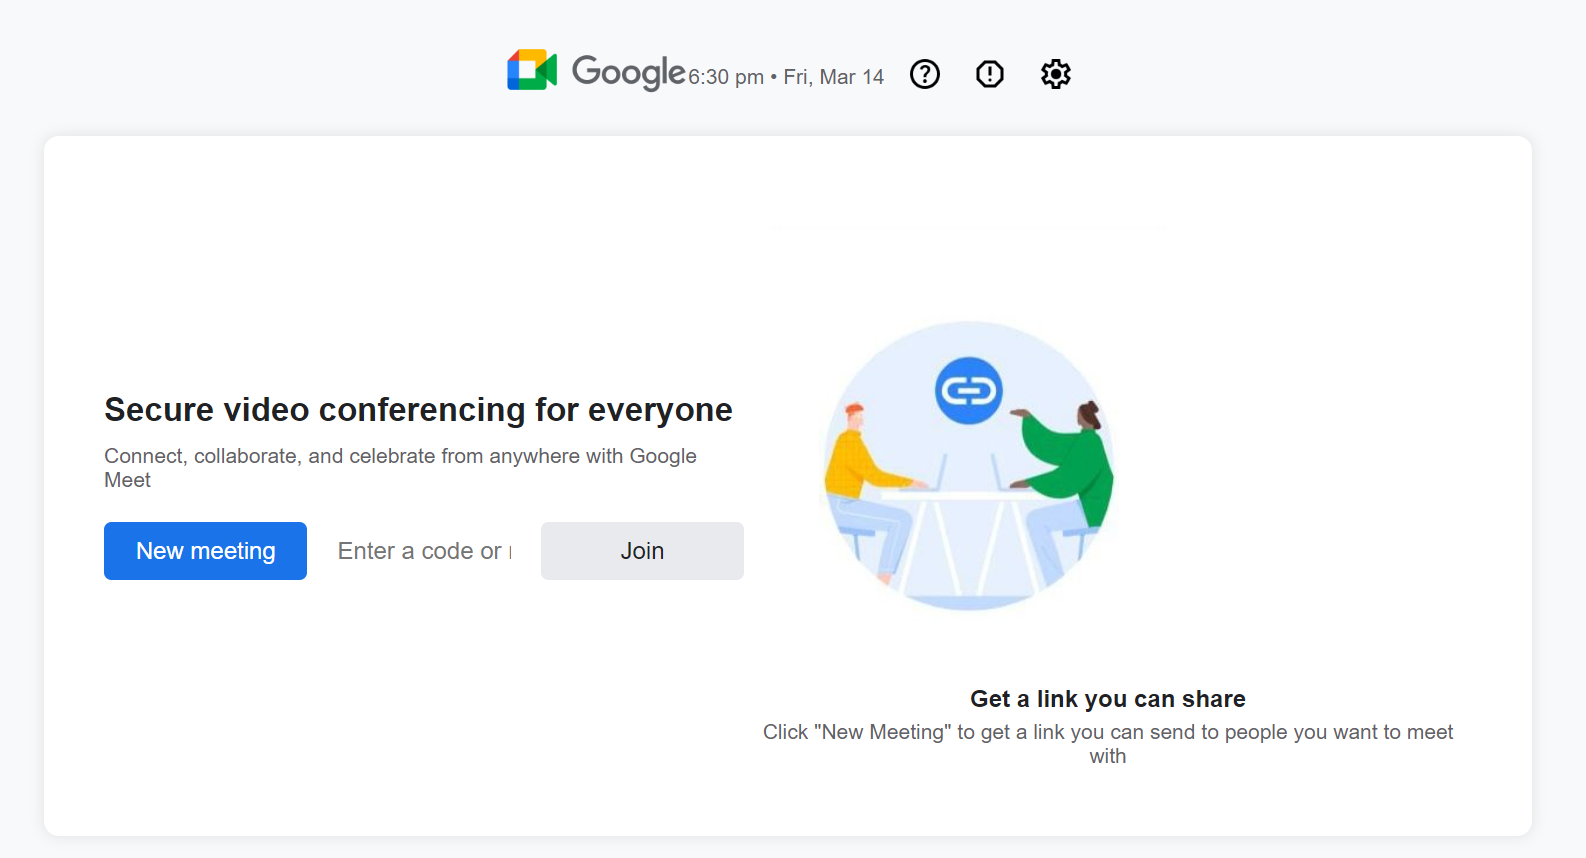 Google 6:30 pm • Fri, Mar 14
Secure video conferencing for everyone
Connect, collaborate, and celebrate from anywhere with Google
Meet
New meeting
Enter a code or
Join
Get a link you can share
Click "New Meeting" to get a link you can send to people you want to meet
with